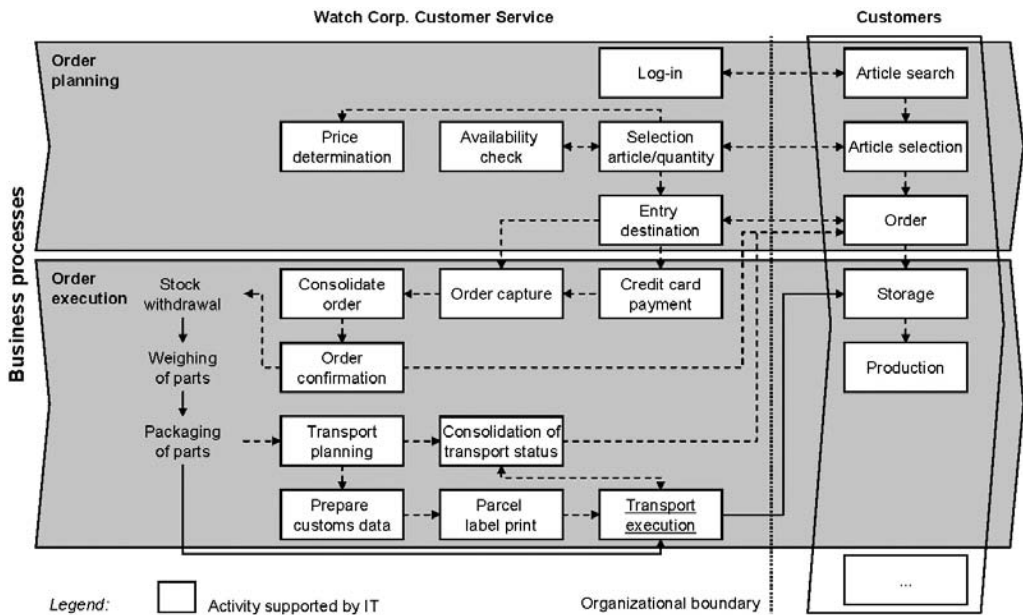 Watch Corp. Customer Service
Customers
Business processes
Order
planning
Log-in
Article search
Price
determination
Availability
check
Selection
article/quantity
Article selection
Entry
destination
Order
Order
execution
Stock
withdrawal
Consolidate
order
Order capture
Credit card
payment
Storage
Weighing
of parts
Order
confirmation
Production
Packaging
of parts
Transport
planning
Consolidation of
transport status
Prepare
customs data
Parcel
label print
Transport
execution
...
Legend:
Activity supported by IT
Organizational boundary